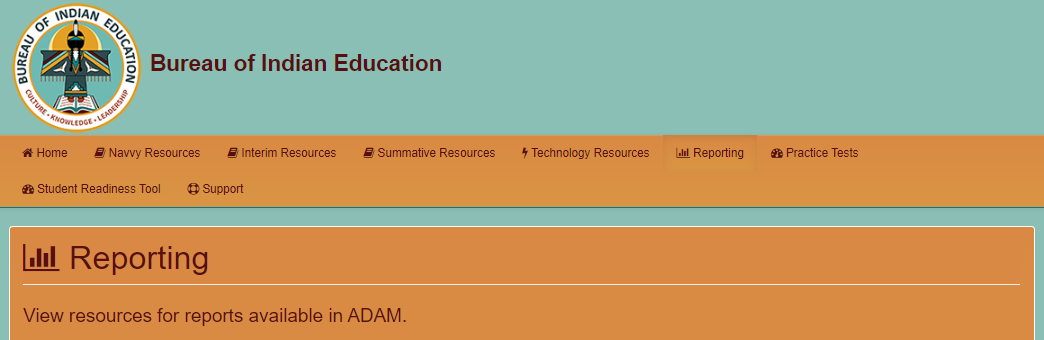 BUREAU OF INDIAN EDUCATION
CULTURE • KNOWLEDGE • LEADERSHIP
Bureau of Indian Education
Home Navvy Resources Interim Resources Summative Resources Technology Resources Reporting Practice Tests
Student Readiness Tool Support
Reporting
View resources for reports available in ADAM.